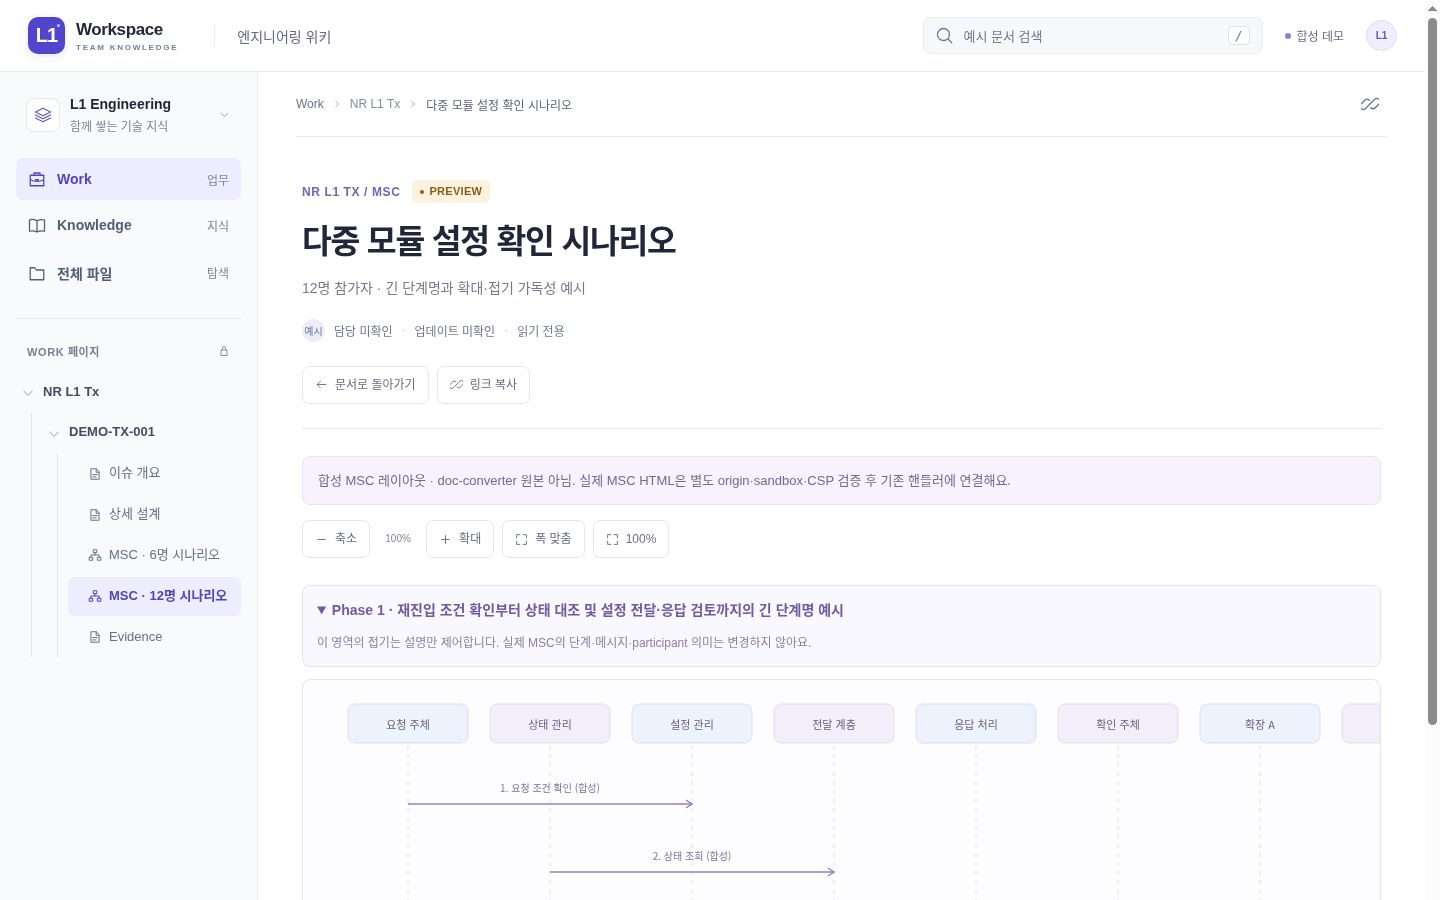 L1 Workspace
TEAM KNOWLEDGE
엔지니어링 위키
예시 문서 검색
/
합성 데모
L1
L1 Engineering
함께 쌓는 기술 지식
Work 업무
Knowledge 지식
전체 파일 탐색
WORK 페이지
NR L1 Tx
DEMO-TX-001
이슈 개요
상세 설계
MSC · 6명 시나리오
MSC · 12명 시나리오
Evidence
Work NR L1 Tx 다중 모듈 설정 확인 시나리오
NR L1 TX / MSC PREVIEW
다중 모듈 설정 확인 시나리오
12명 참가자 · 긴 단계명과 확대·접기 가독성 예시
예시 담당 미확인 · 업데이트 미확인 · 읽기 전용
문서로 돌아가기 링크 복사
합성 MSC 레이아웃 · doc-converter 원본 아님. 실제 MSC HTML은 별도 origin·sandbox·CSP 검증 후 기존 핸들러에 연결해요.
축소 100% 확대 폭 맞춤 100%
Phase 1 · 재진입 조건 확인부터 상태 대조 및 설정 전달·응답 검토까지의 긴 단계명 예시
이 영역의 접기는 설명만 제어합니다. 실제 MSC의 단계·메시지·participant 의미는 변경하지 않아요.
요청 주체 상태 관리 설정 관리 전달 계층 응답 처리 확인 주체 확장 A
1. 요청 조건 확인 (합성)
2. 상태 조회 (합성)